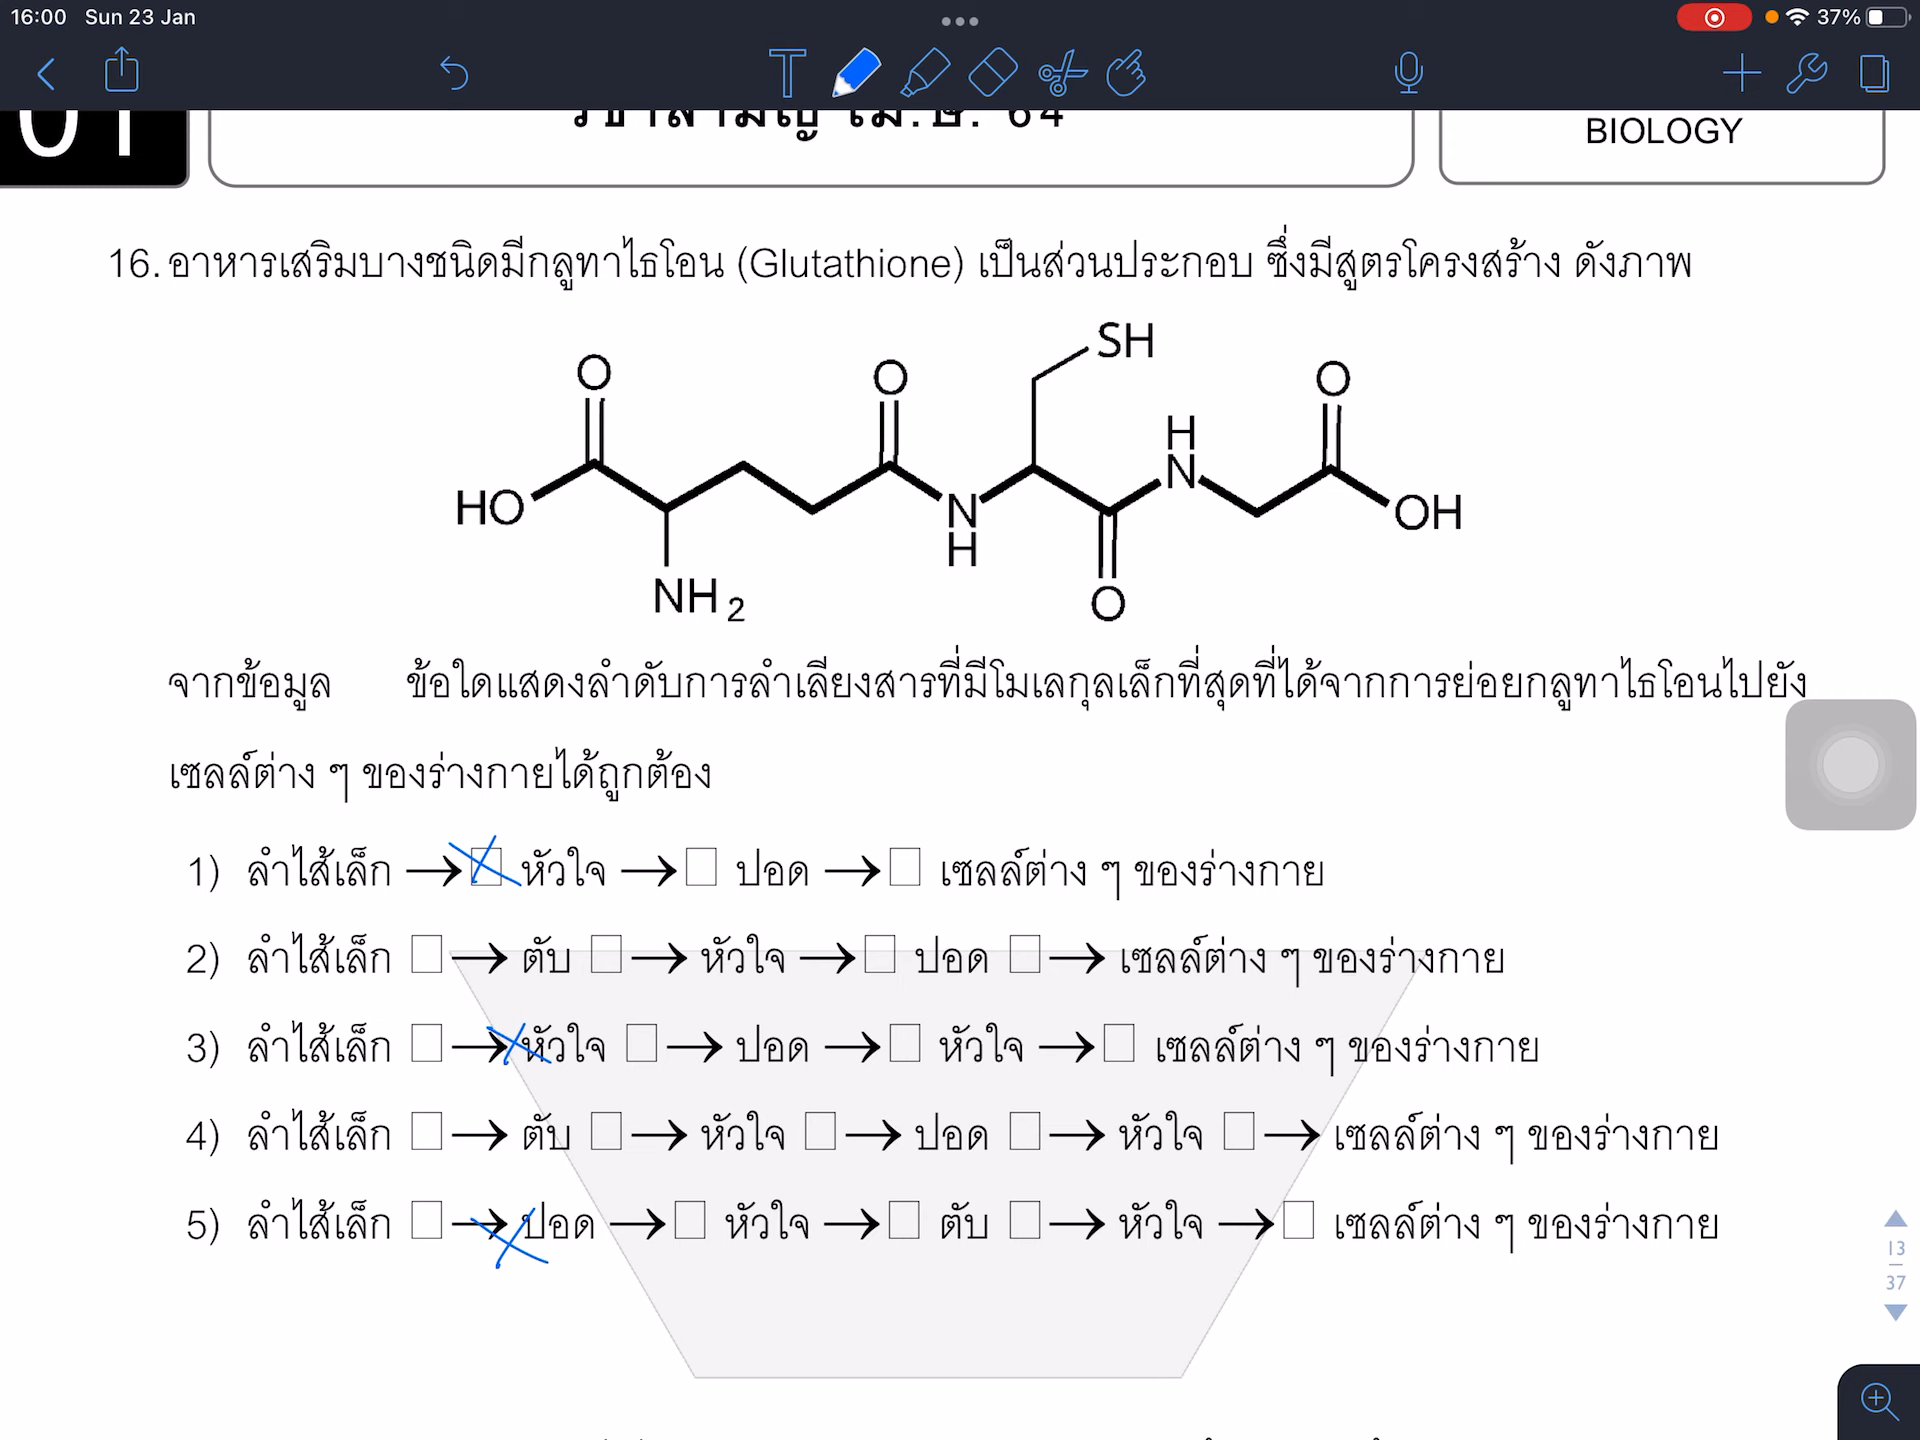 16:00 Sun 23 Jan
37%
01
วิชาสามัญ เม.ษ. 64
BIOLOGY
16. อาหารเสริมบางชนิดมีกลูทาไธโอน (Glutathione) เป็นส่วนประกอบ ซึ่งมีสูตรโครงสร้าง ดังภาพ
SH
O O O
H
N
HO N OH
H
NH2 O
จากข้อมูล ข้อใดแสดงลำดับการลำเลียงสารที่มีโมเลกุลเล็กที่สุดที่ได้จากการย่อยกลูทาไธโอนไปยัง
เซลล์ต่าง ๆ ของร่างกายได้ถูกต้อง
1) ลำไส้เล็ก → □ หัวใจ → □ ปอด → □ เซลล์ต่าง ๆ ของร่างกาย
2) ลำไส้เล็ก □ → ตับ □ → หัวใจ → □ ปอด □ → เซลล์ต่าง ๆ ของร่างกาย
3) ลำไส้เล็ก □ → หัวใจ □ → ปอด → □ หัวใจ → □ เซลล์ต่าง ๆ ของร่างกาย
4) ลำไส้เล็ก □ → ตับ □ → หัวใจ □ → ปอด □ → หัวใจ □ → เซลล์ต่าง ๆ ของร่างกาย
5) ลำไส้เล็ก □ → ปอด → □ หัวใจ → □ ตับ □ → หัวใจ → □ เซลล์ต่าง ๆ ของร่างกาย
13
37